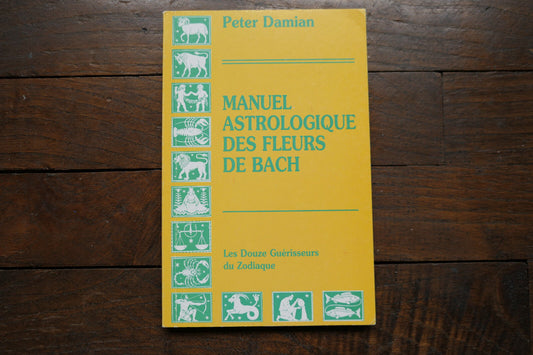 Peter Damian
MANUEL
ASTROLOGIQUE
DES FLEURS
DE BACH
Les Douze Guérisseurs
du Zodiaque